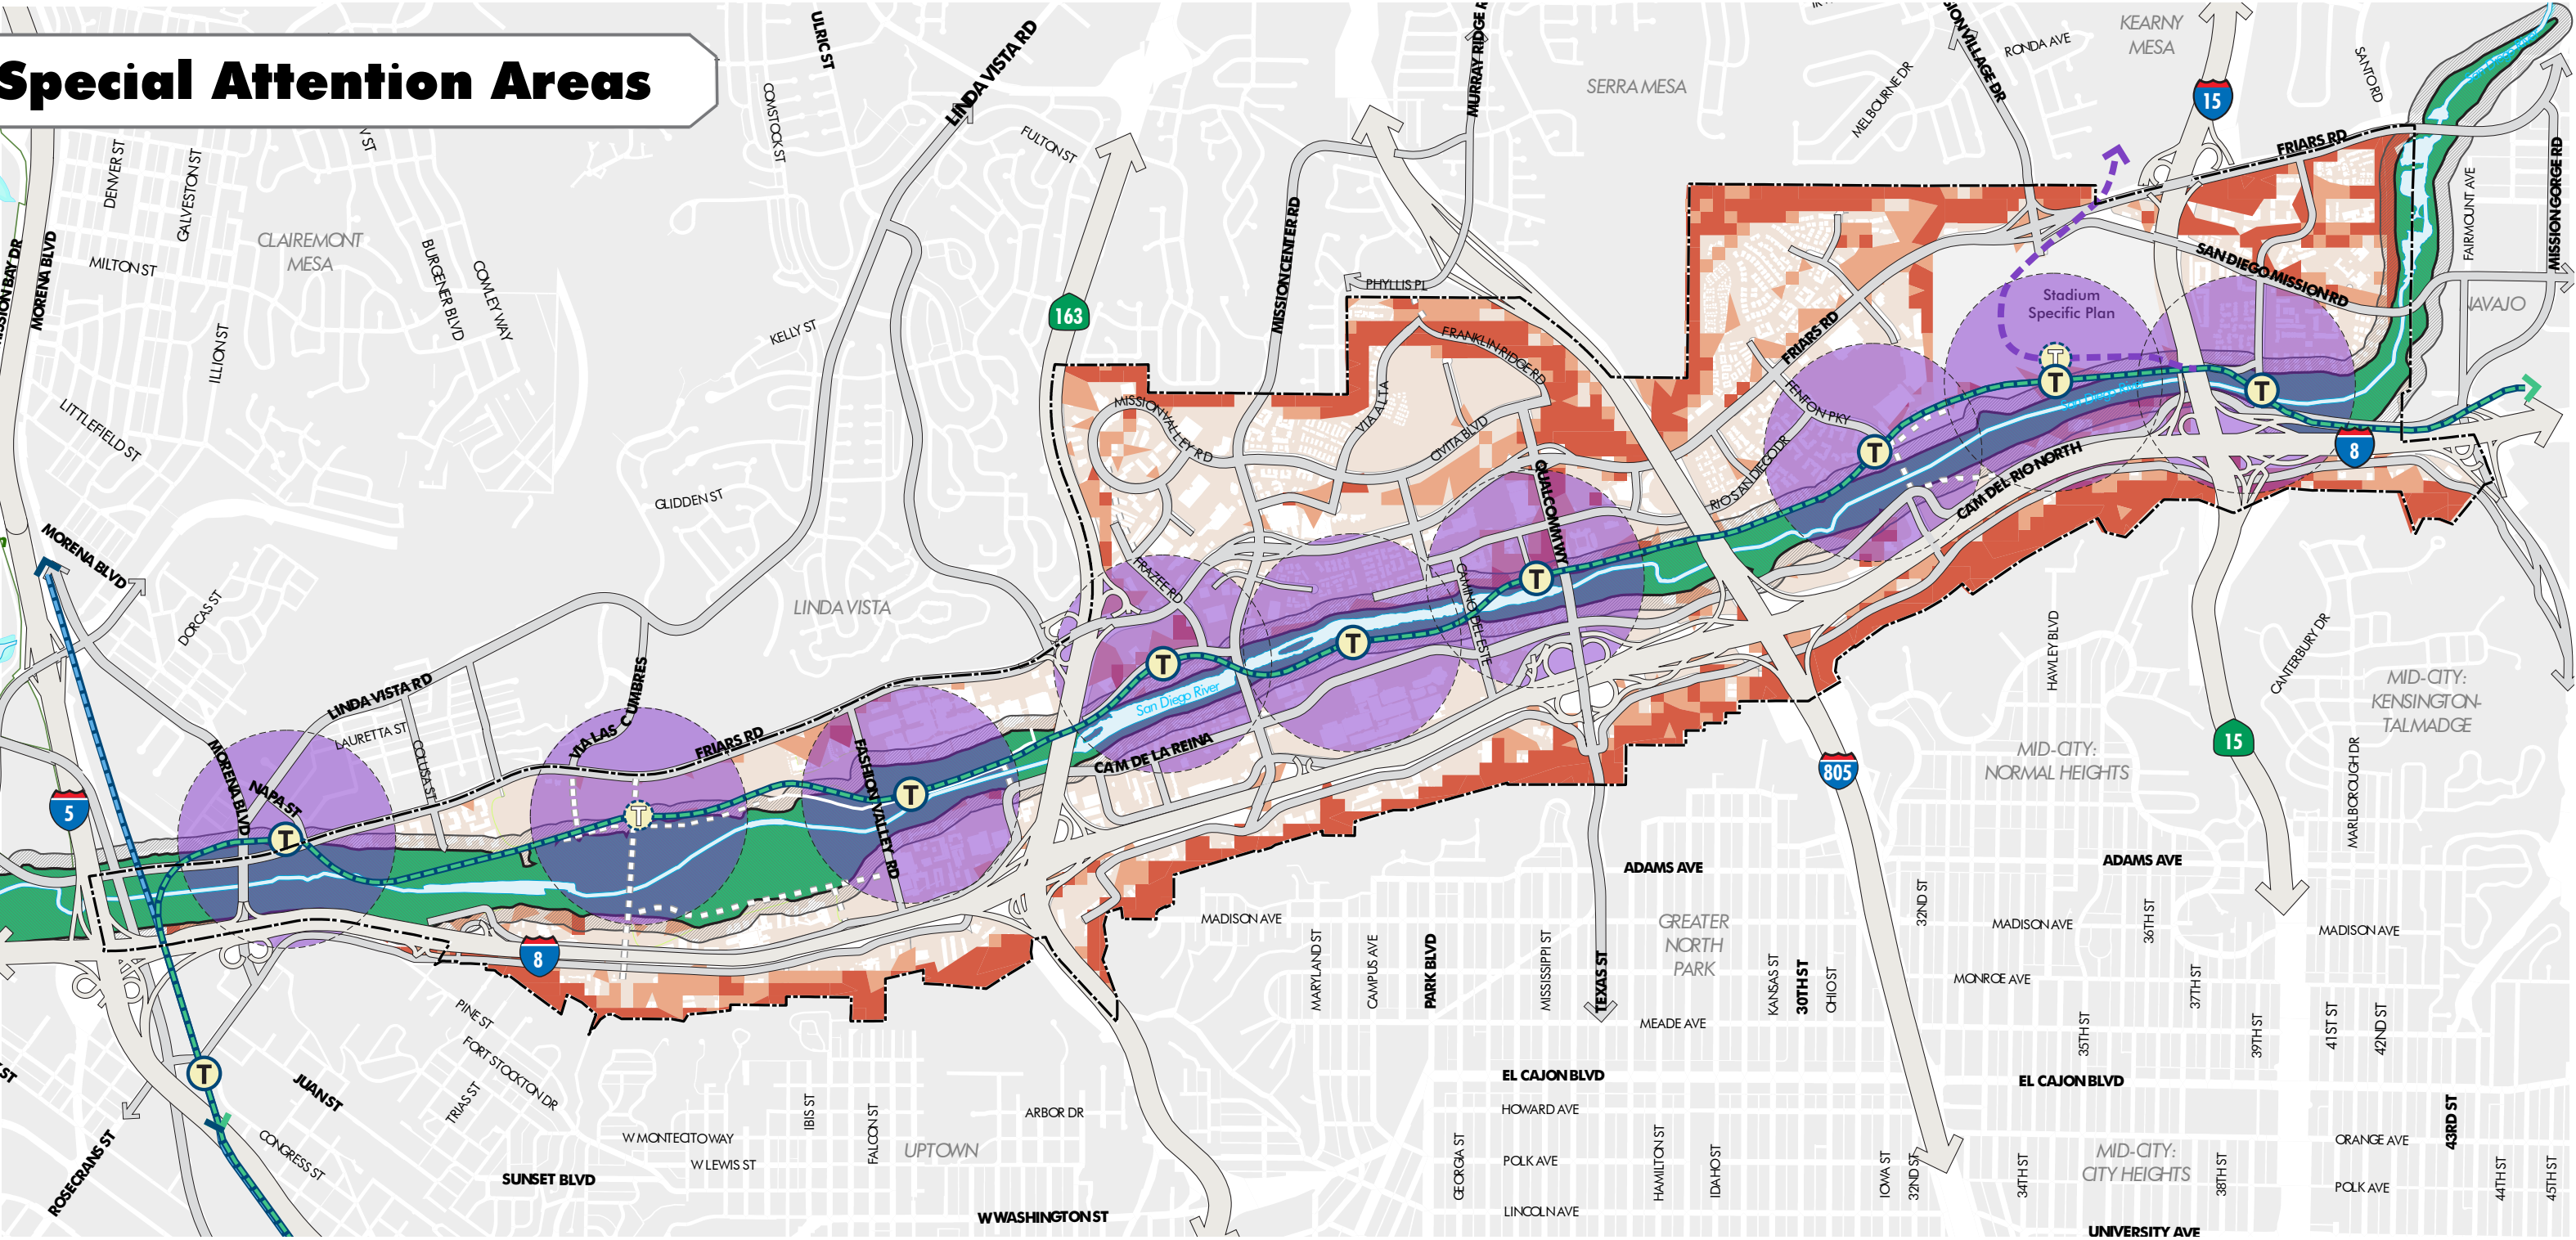 Special Attention Areas
ULRIC ST
LINDA VISTA RD
MURRAY RIDGE R
SERRA MESA
RONDA AVE
KEARNY
MESA
SANTO RD
MELBOURNE DR
15
COMSTOCK ST
FULTON ST
FRIARS RD
DENVER ST
GALVESTON ST
FAIRMOUNT AVE
MISSION GORGE RD
CLAIREMONT
MESA
MILTON ST
MORENA BLVD
BURGENER BLVD
COWLEY WAY
MISSION CENTER RD
PHYLLIS PL
SAN DIEGO MISSION RD
NAVAJO
Stadium
Specific Plan
163
KELLY ST
ILLION ST
FRANKLIN RIDGE RD
FRIARS RD
VIA ALTA
MISSION VALLEY RD
CIVITA BLVD
FENTON PKY
T
T
T
San Diego River
LITTLEFIELD ST
GLIDDEN ST
RIO SAN DIEGO DR
QUALCOMM WY
CAM DEL RIO NORTH
8
T
MORENA BLVD
DORCAS ST
LINDA VISTA
FRAZEE RD
CAMINO DEL ESTE
T
T
T
San Diego River
CAM DE LA REINA
HAWLEY BLVD
CANTERBURY DR
MID-CITY:
KENSINGTON-
TALMADGE
LINDA VISTA RD
LAURETTA ST
COLUSA ST
VIA LAS CUMBRES
FRIARS RD
FASHION VALLEY RD
MORENA BLVD
NAPA ST
T
T
T
5
805
15
MID-CITY:
NORMAL HEIGHTS
MARLBOROUGH DR
ADAMS AVE
ADAMS AVE
8
MADISON AVE
GREATER
NORTH
PARK
32ND ST
MADISON AVE
36TH ST
MADISON AVE
MARYLAND ST
CAMPUS AVE
PARK BLVD
MISSISSIPPI ST
TEXAS ST
KANSAS ST
30TH ST
OHIO ST
MONROE AVE
37TH ST
MEADE AVE
35TH ST
39TH ST
41ST ST
42ND ST
PINE ST
FORT STOCKTON DR
T
JUAN ST
TRIAS ST
EL CAJON BLVD
EL CAJON BLVD
HOWARD AVE
IBIS ST
FALCON ST
ARBOR DR
W MONTECITO WAY
UPTOWN
W LEWIS ST
CONGRESS ST
ROSECRANS ST
SUNSET BLVD
GEORGIA ST
POLK AVE
HAMILTON ST
IDAHO ST
IOWA ST
32ND ST
34TH ST
MID-CITY:
CITY HEIGHTS
38TH ST
ORANGE AVE
43RD ST
POLK AVE
44TH ST
45TH ST
LINCOLN AVE
W WASHINGTON ST
UNIVERSITY AVE